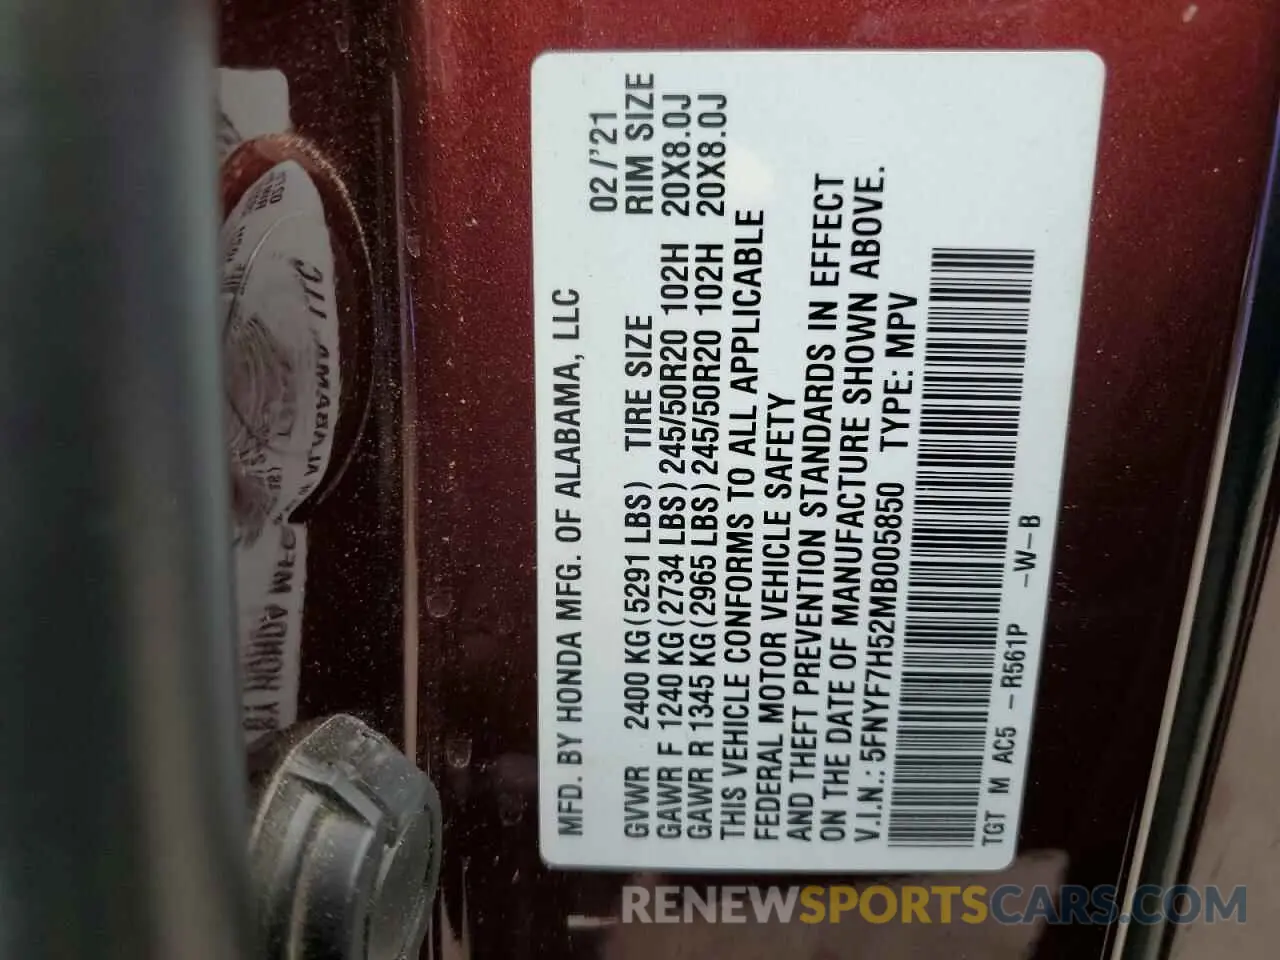 MFD. BY HONDA MFG. OF ALABAMA, LLC
02/'21
GVWR 2400 KG(5291 LBS) TIRE SIZE RIM SIZE
GAWR F 1240 KG(2734 LBS)245/50R20 102H 20X8.0J
GAWR R 1345 KG(2965 LBS)245/50R20 102H 20X8.0J
THIS VEHICLE CONFORMS TO ALL APPLICABLE
FEDERAL MOTOR VEHICLE SAFETY
AND THEFT PREVENTION STANDARDS IN EFFECT
ON THE DATE OF MANUFACTURE SHOWN ABOVE.
V.I.N.: 5FNYF7H52MB005850 TYPE: MPV
TGT M AC5 -R561P -W-B
RENEWSPORTSCARS.COM